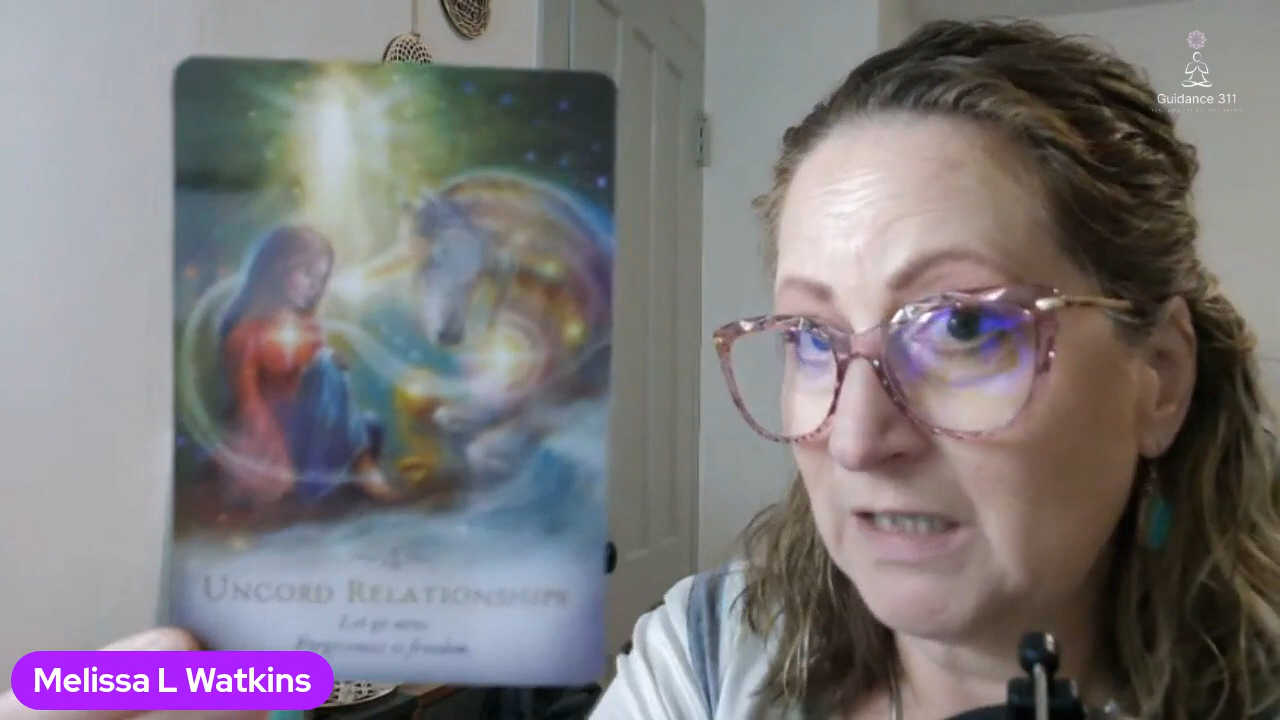 Guidance 311
UNCORD RELATIONSHIPS
Let go now.
Forgiveness is freedom
Melissa L Watkins